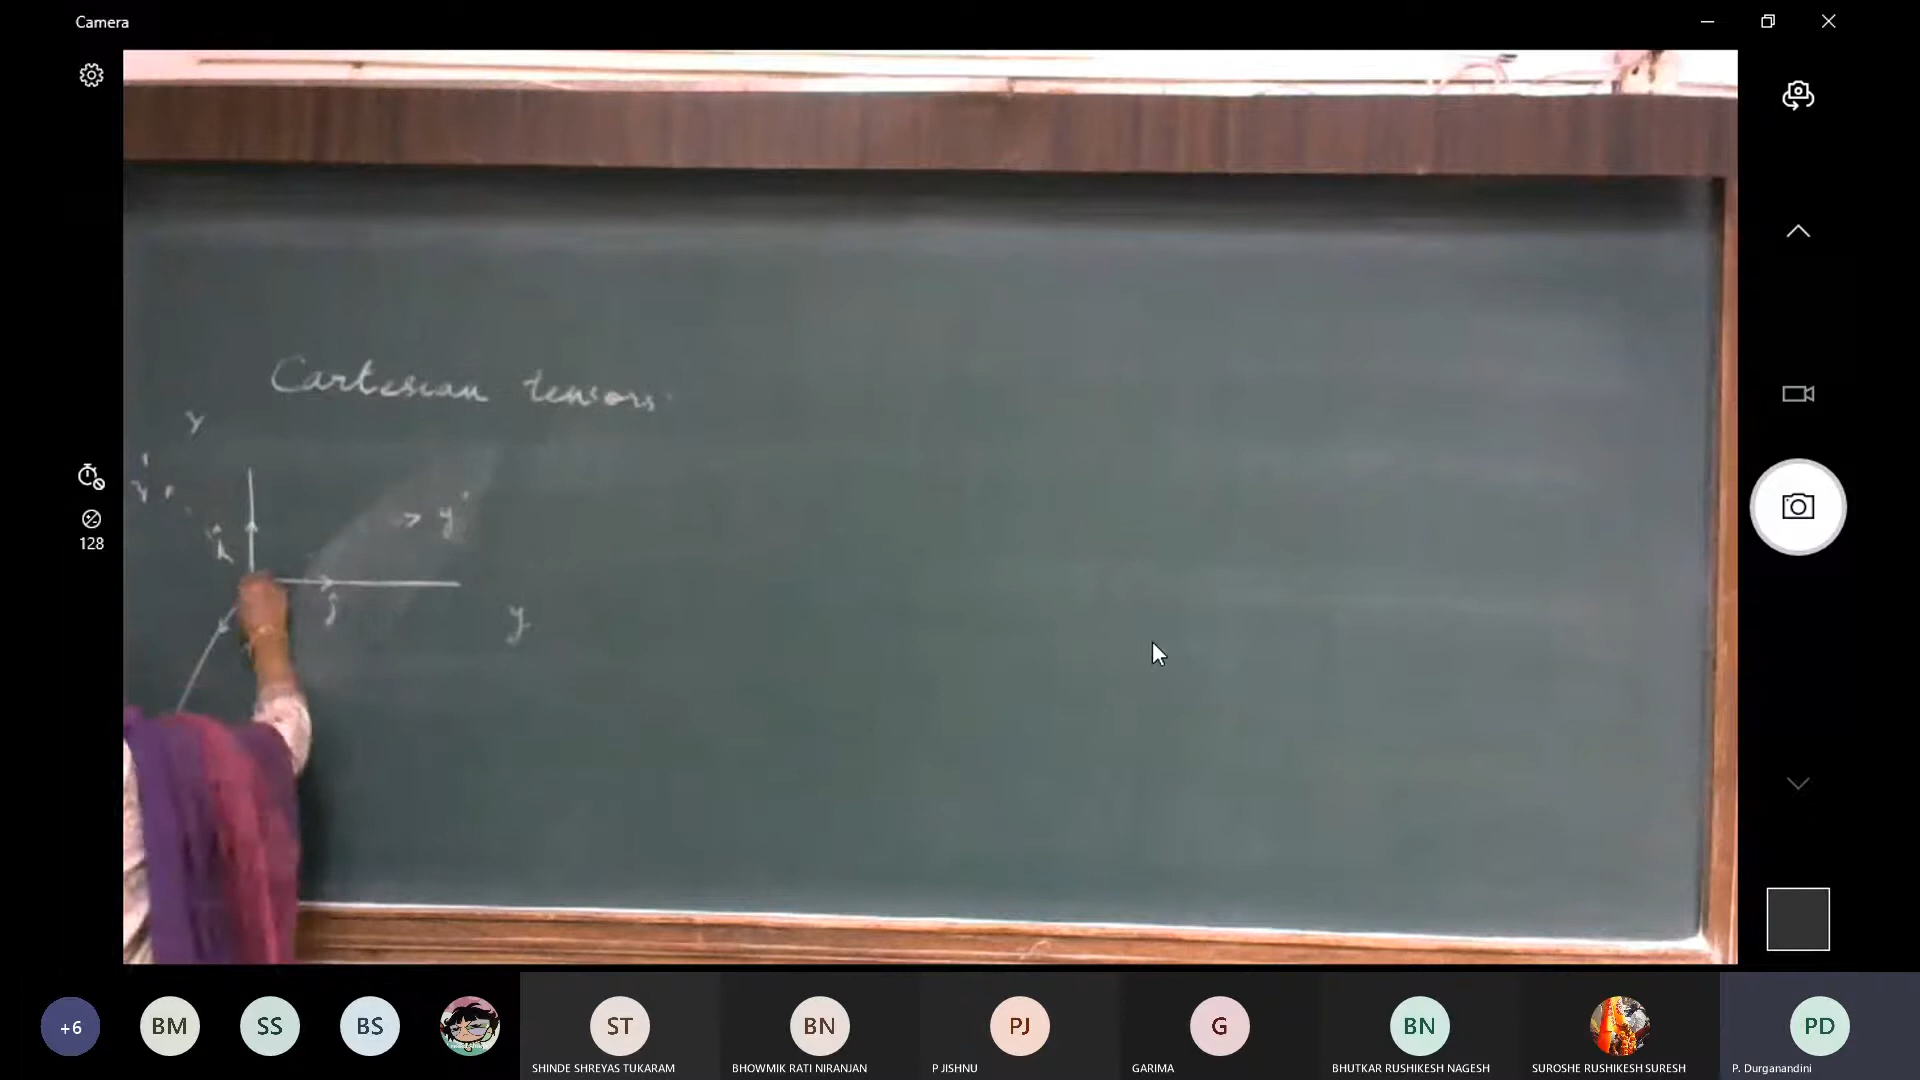 Camera
Cartesian tensors
y'
ĵ
y
128
+6
BM
SS
BS
ST
BN
PJ
G
BN
PD
SHINDE SHREYAS TUKARAM
BHOWMIK RATI NIRANJAN
P JISHNU
GARIMA
BHUTKAR RUSHIKESH NAGESH
SUROSHE RUSHIKESH SURESH
P. Durganandini